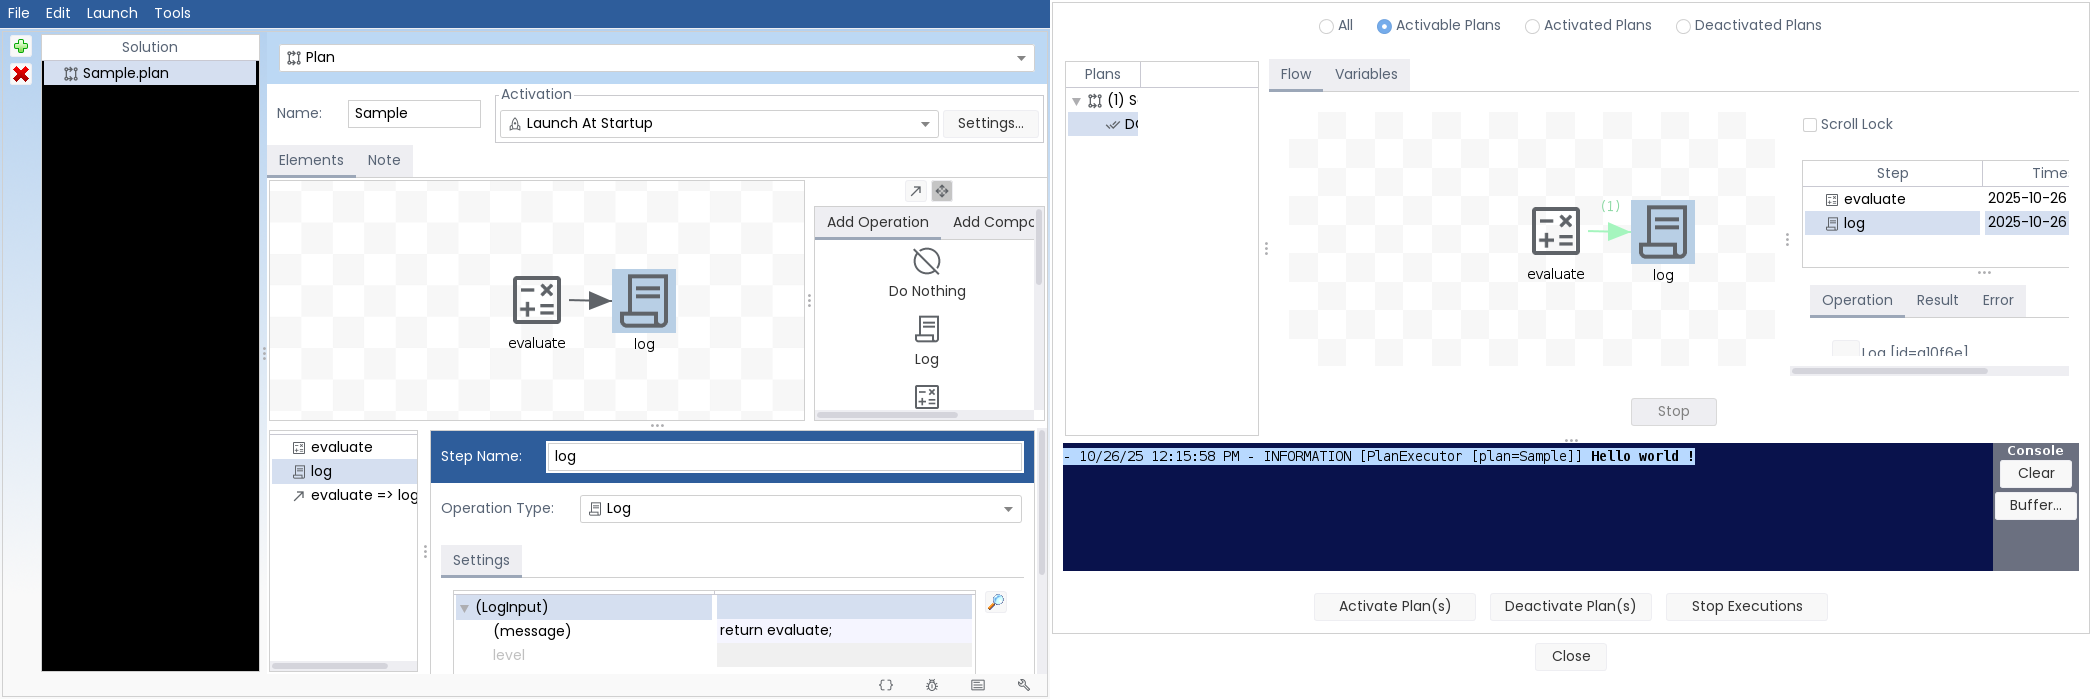 File Edit Launch Tools
Solution
Sample.plan
Plan
Name: Sample
Activation
Launch At Startup
Settings...
Elements Note
evaluate
log
Add Operation Add Compo
Do Nothing
Log
evaluate
log
evaluate => log
Step Name: log
Operation Type: Log
Settings
(LogInput)
(message) return evaluate;
level
All Activable Plans Activated Plans Deactivated Plans
Plans
(1) S
Flow Variables
(1)
evaluate
log
Scroll Lock
Step Time
evaluate 2025-10-26
log 2025-10-26
Operation Result Error
Log [id=a10f6e]
Stop
- 10/26/25 12:15:58 PM - INFORMATION [PlanExecutor [plan=Sample]] Hello world !
Console
Clear
Buffer...
Activate Plan(s) Deactivate Plan(s) Stop Executions
Close